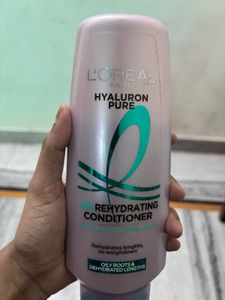 L'ORÉAL
HYALURON
PURE
REHYDRATING
CONDITIONER
Rehydrates lengths,
no weighdown
OILY ROOTS &
DEHYDRATED LENGTHS